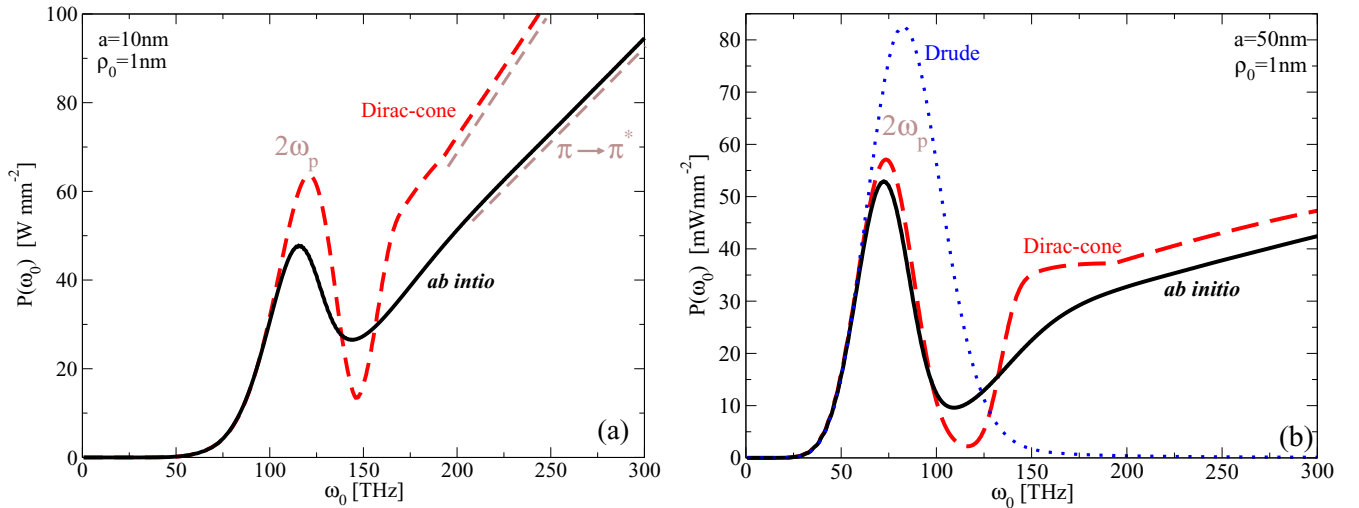 a=10nm
ρ₀=1nm
Dirac-cone
2ωₚ
π→π*
ab intio
(a)
P(ω₀) [W mm⁻²]
100
80
60
40
20
0
0 50 100 150 200 250 300
ω₀ [THz]
a=50nm
ρ₀=1nm
Drude
2ωₚ
Dirac-cone
ab initio
(b)
P(ω₀) [mWmm⁻²]
80
70
60
50
40
30
20
10
0
0 50 100 150 200 250 300
ω₀ [THz]